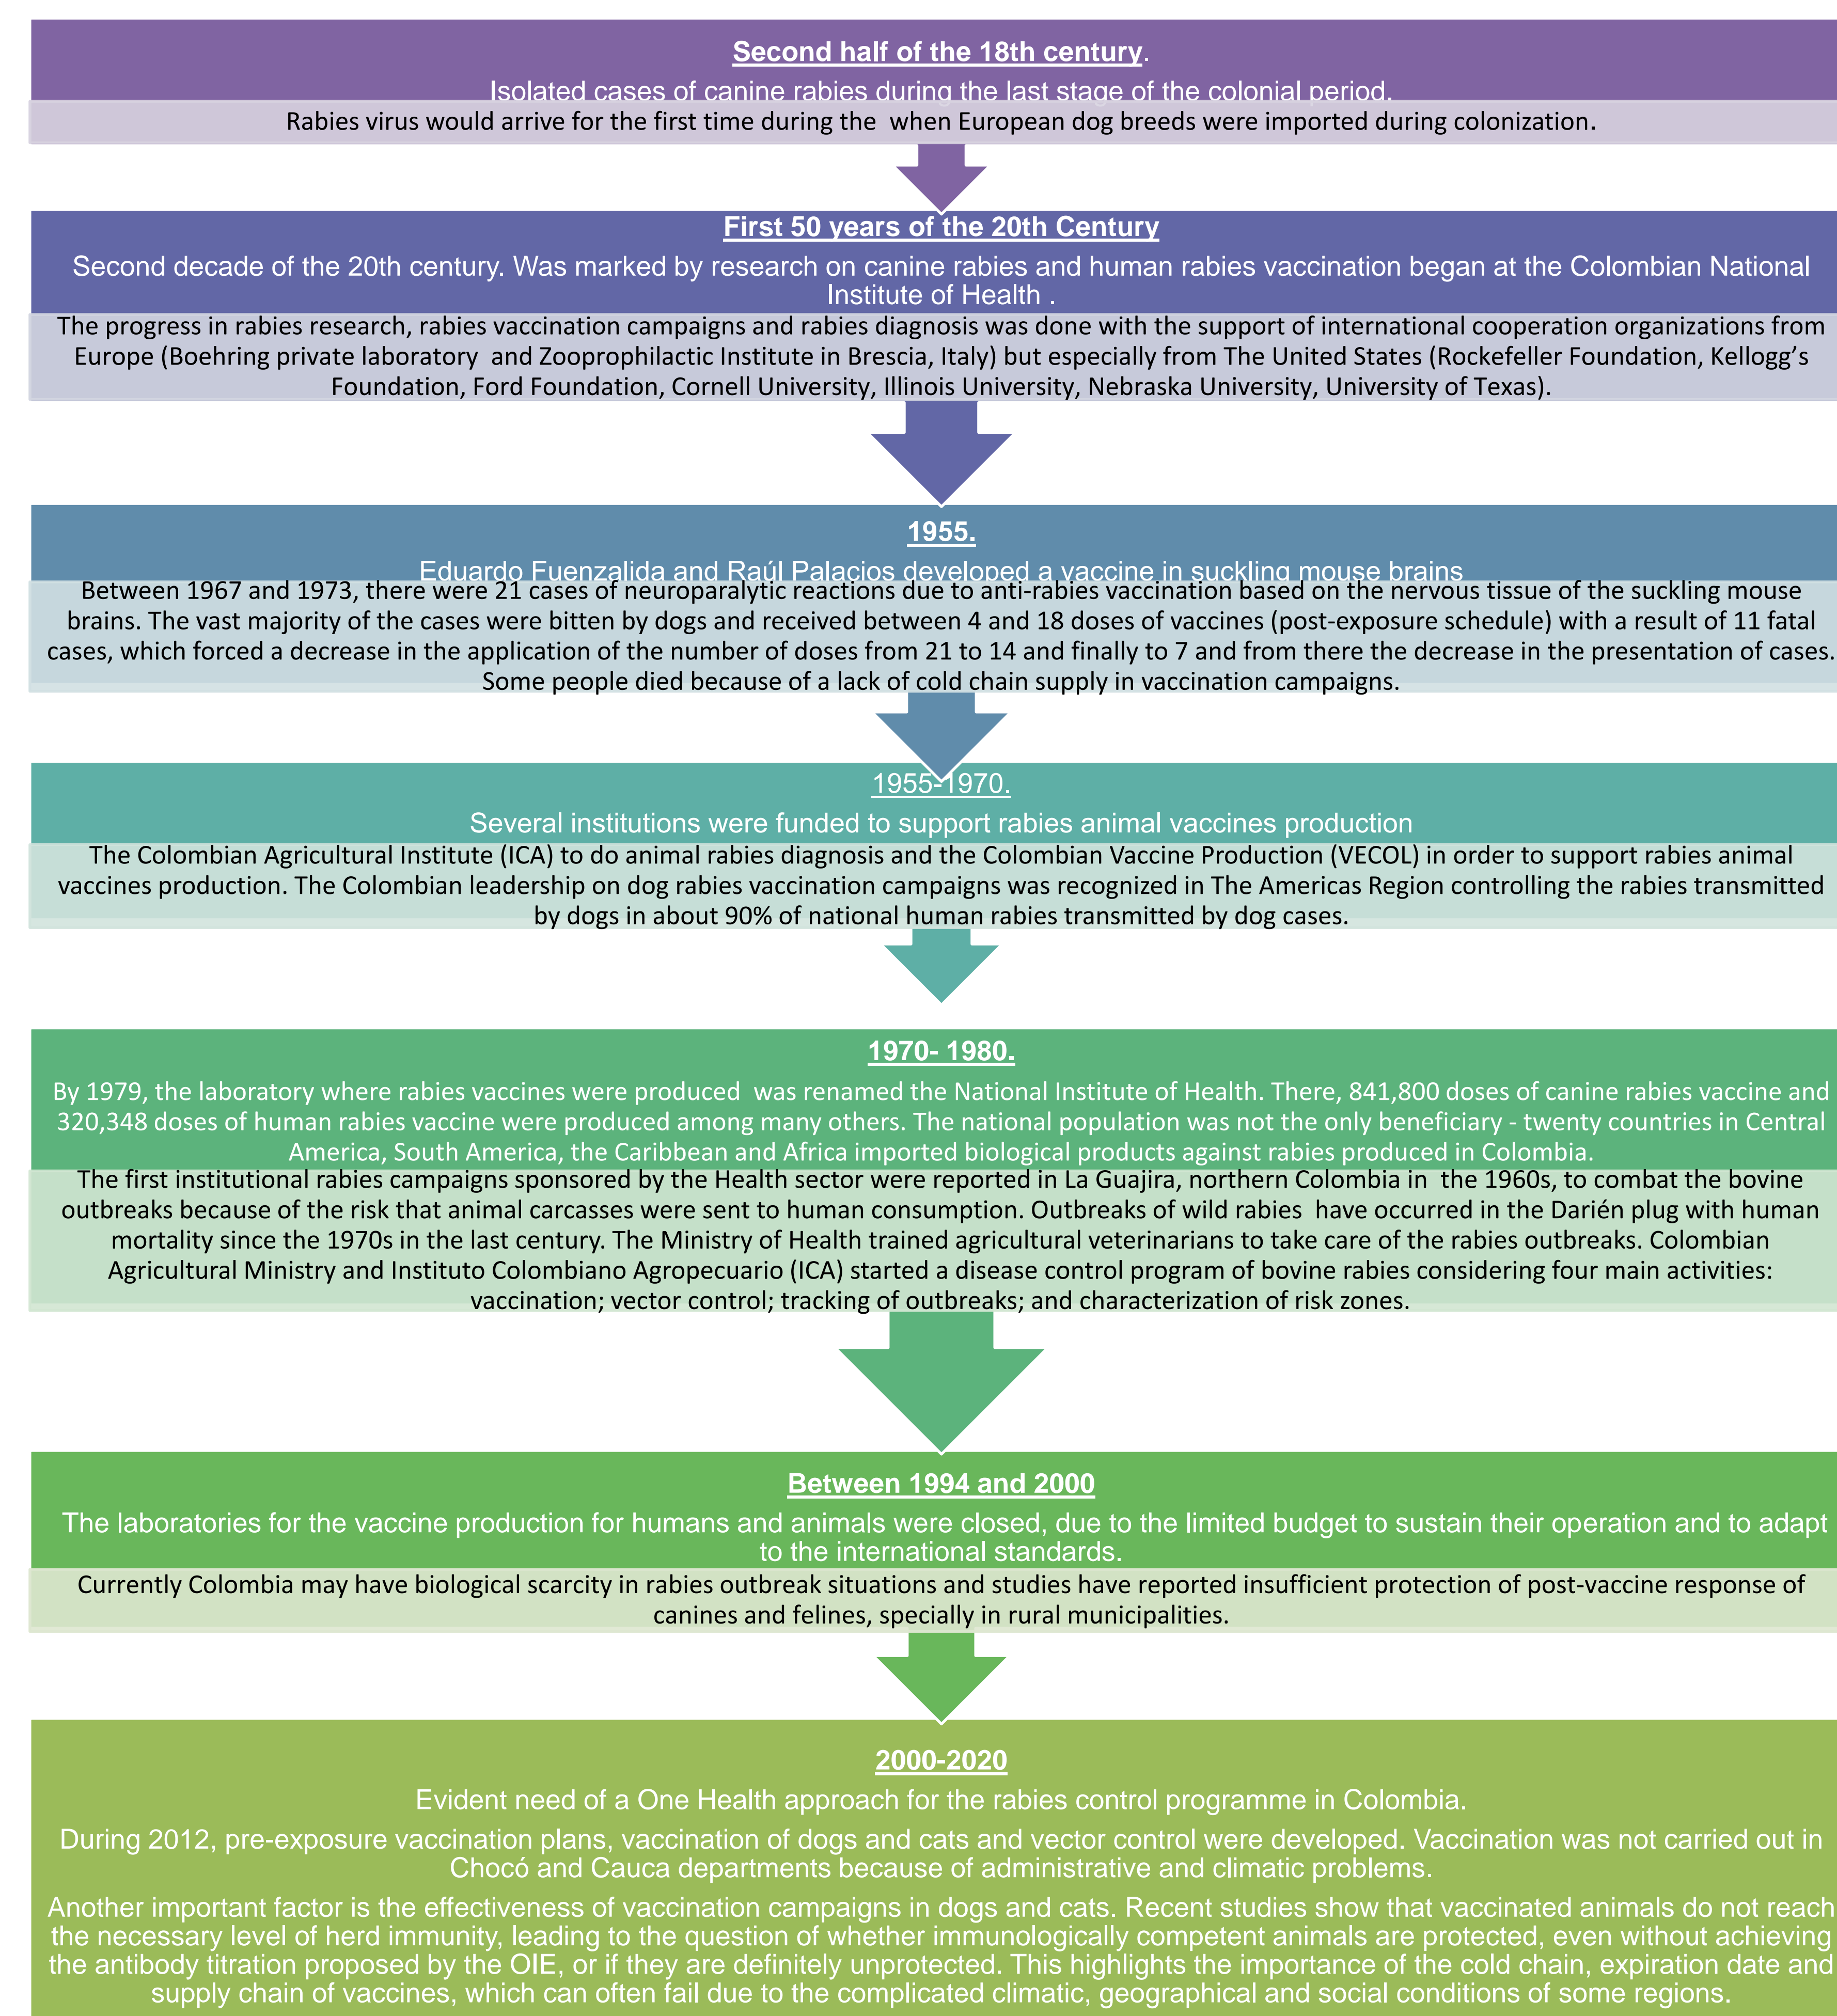 Second half of the 18th century.
Isolated cases of canine rabies during the last stage of the colonial period.
Rabies virus would arrive for the first time during the  when European dog breeds were imported during colonization.
First 50 years of the 20th Century
Second decade of the 20th century. Was marked by research on canine rabies and human rabies vaccination began at the Colombian National
Institute of Health .
The progress in rabies research, rabies vaccination campaigns and rabies diagnosis was done with the support of international cooperation organizations from
Europe (Boehring private laboratory  and Zooprophilactic Institute in Brescia, Italy) but especially from The United States (Rockefeller Foundation, Kellogg’s
Foundation, Ford Foundation, Cornell University, Illinois University, Nebraska University, University of Texas).
1955.
Eduardo Fuenzalida and Raúl Palacios developed a vaccine in suckling mouse brains
Between 1967 and 1973, there were 21 cases of neuroparalytic reactions due to anti-rabies vaccination based on the nervous tissue of the suckling mouse
brains. The vast majority of the cases were bitten by dogs and received between 4 and 18 doses of vaccines (post-exposure schedule) with a result of 11 fatal
cases, which forced a decrease in the application of the number of doses from 21 to 14 and finally to 7 and from there the decrease in the presentation of cases.
Some people died because of a lack of cold chain supply in vaccination campaigns.
1955-1970.
Several institutions were funded to support rabies animal vaccines production
The Colombian Agricultural Institute (ICA) to do animal rabies diagnosis and the Colombian Vaccine Production (VECOL) in order to support rabies animal
vaccines production. The Colombian leadership on dog rabies vaccination campaigns was recognized in The Americas Region controlling the rabies transmitted
by dogs in about 90% of national human rabies transmitted by dog cases.
1970- 1980.
By 1979, the laboratory where rabies vaccines were produced  was renamed the National Institute of Health. There, 841,800 doses of canine rabies vaccine and
320,348 doses of human rabies vaccine were produced among many others. The national population was not the only beneficiary - twenty countries in Central
America, South America, the Caribbean and Africa imported biological products against rabies produced in Colombia.
The first institutional rabies campaigns sponsored by the Health sector were reported in La Guajira, northern Colombia in  the 1960s, to combat the bovine
outbreaks because of the risk that animal carcasses were sent to human consumption. Outbreaks of wild rabies  have occurred in the Darién plug with human
mortality since the 1970s in the last century. The Ministry of Health trained agricultural veterinarians to take care of the rabies outbreaks. Colombian
Agricultural Ministry and Instituto Colombiano Agropecuario (ICA) started a disease control program of bovine rabies considering four main activities:
vaccination; vector control; tracking of outbreaks; and characterization of risk zones.
Between 1994 and 2000
The laboratories for the vaccine production for humans and animals were closed, due to the limited budget to sustain their operation and to adapt
to the international standards.
Currently Colombia may have biological scarcity in rabies outbreak situations and studies have reported insufficient protection of post-vaccine response of
canines and felines, specially in rural municipalities.
2000-2020
Evident need of a One Health approach for the rabies control programme in Colombia.
During 2012, pre-exposure vaccination plans, vaccination of dogs and cats and vector control were developed. Vaccination was not carried out in
Chocó and Cauca departments because of administrative and climatic problems.
Another important factor is the effectiveness of vaccination campaigns in dogs and cats. Recent studies show that vaccinated animals do not reach
the necessary level of herd immunity, leading to the question of whether immunologically competent animals are protected, even without achieving
the antibody titration proposed by the OIE, or if they are definitely unprotected. This highlights the importance of the cold chain, expiration date and
supply chain of vaccines, which can often fail due to the complicated climatic, geographical and social conditions of some regions.